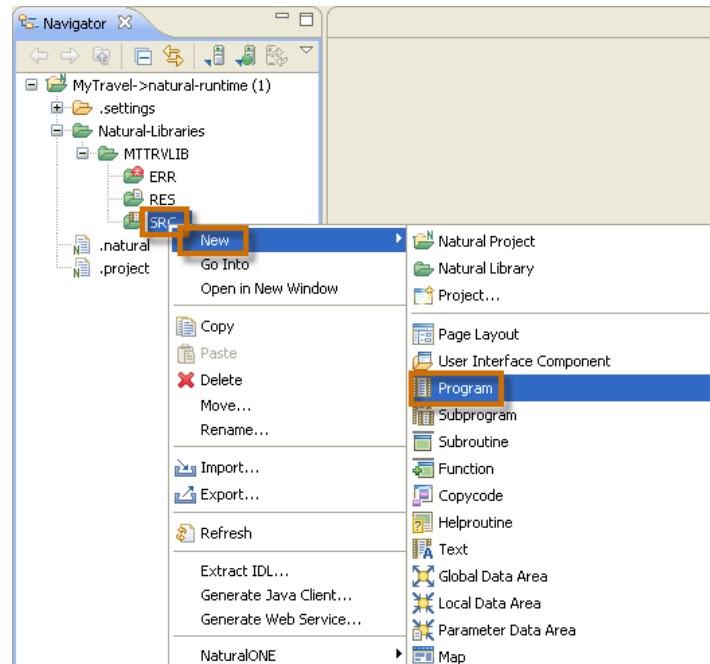 Navigator
MyTravel->natural-runtime (1)
.settings
Natural-Libraries
MTTRVLIB
ERR
RES
SRC
.natural
.project
New
Go Into
Open in New Window
Copy
Paste
Delete
Move...
Rename...
Import...
Export...
Refresh
Extract IDL...
Generate Java Client...
Generate Web Service...
NaturalONE
Natural Project
Natural Library
Project...
Page Layout
User Interface Component
Program
Subprogram
Subroutine
Function
Copycode
Helproutine
Text
Global Data Area
Local Data Area
Parameter Data Area
Map